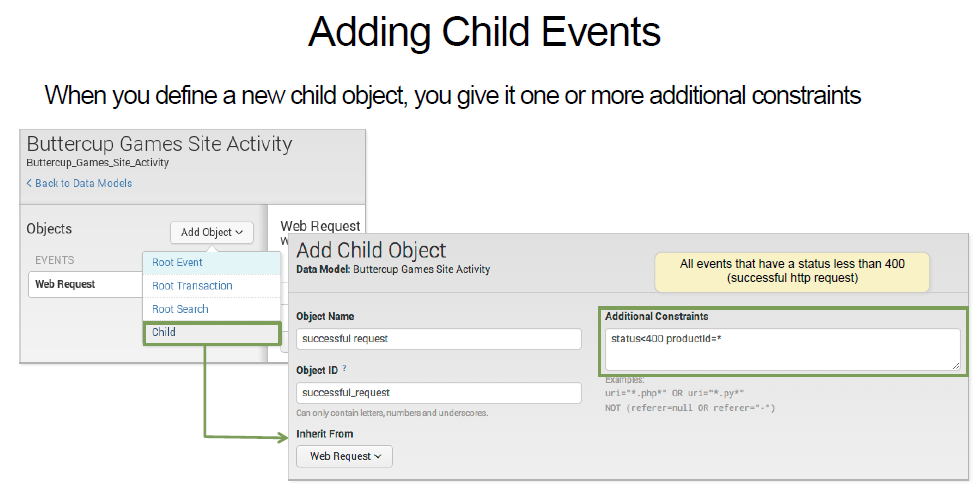 Adding Child Events
When you define a new child object, you give it one or more additional constraints
Buttercup Games Site Activity
Buttercup_Games_Site_Activity
< Back to Data Models
Objects
Add Object
EVENTS
Web Request
Root Event
Root Transaction
Root Search
Child
Web Request
Add Child Object
Data Model: Buttercup Games Site Activity
All events that have a status less than 400
(successful http request)
Object Name
successful request
Object ID ?
successful_request
Can only contain letters, numbers and underscores.
Inherit From
Web Request
Additional Constraints
status<400 productId=*
Examples:
uri="*.php*" OR uri="*.py*"
NOT (referer=null OR referer="-")